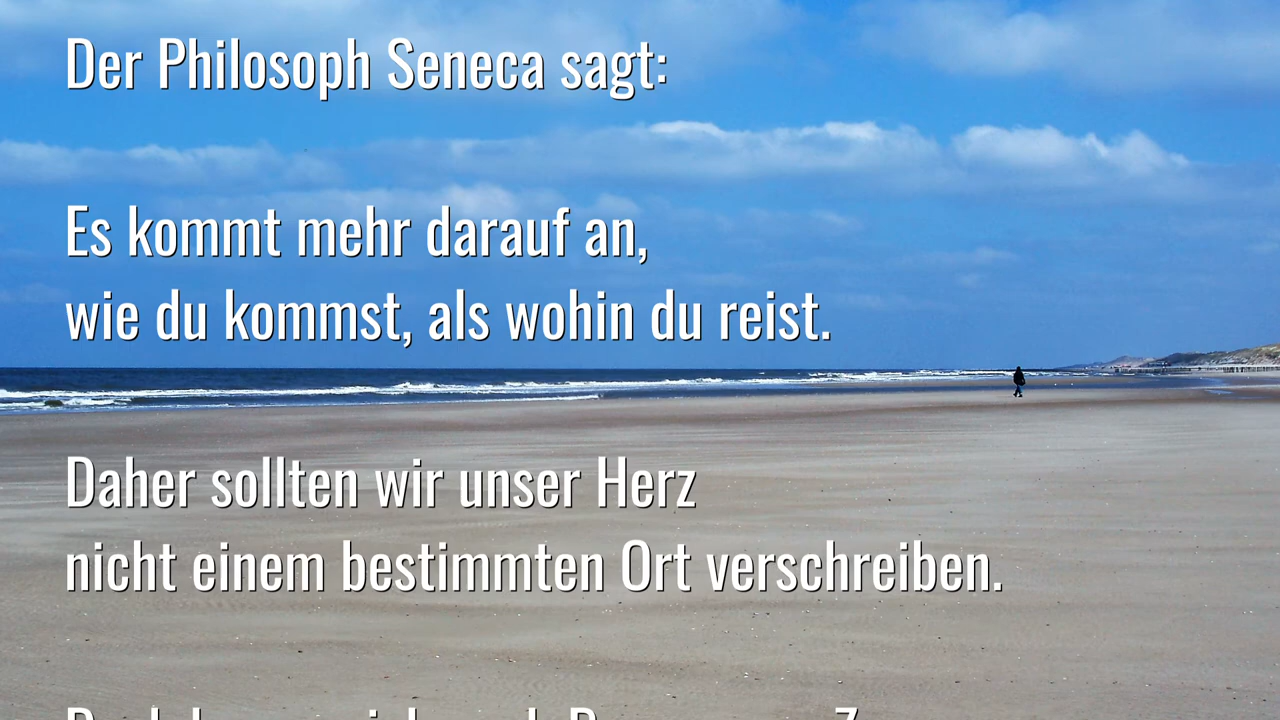 Der Philosoph Seneca sagt:
Es kommt mehr darauf an,
wie du kommst, als wohin du reist.
Daher sollten wir unser Herz
nicht einem bestimmten Ort verschreiben.